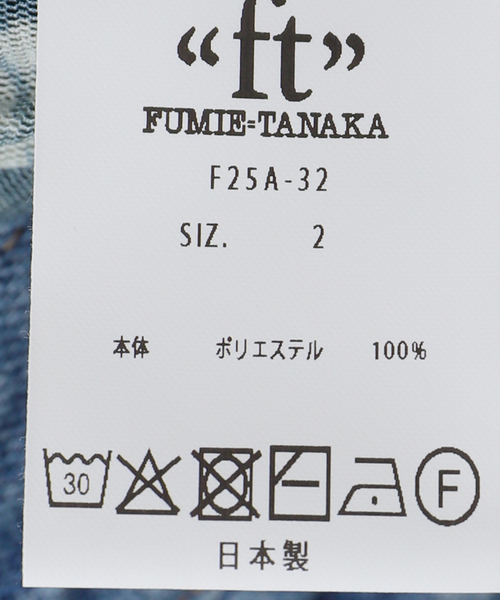 “ft”
FUMIE=TANAKA
F25A-32
SIZ. 2
本体 ポリエステル 100%
30 F
日本製